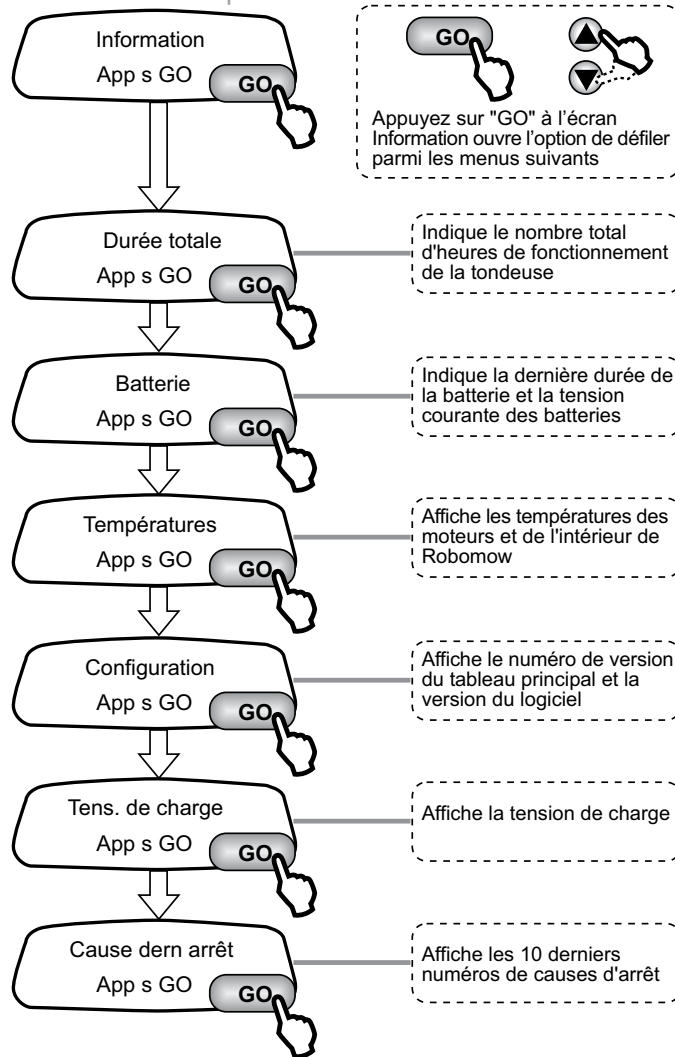 Information
App s GO
GO
GO
Appuyez sur "GO" à l'écran
Information ouvre l'option de défiler
parmi les menus suivants
Durée totale
App s GO
GO
Indique le nombre total
d'heures de fonctionnement
de la tondeuse
Batterie
App s GO
GO
Indique la dernière durée de
la batterie et la tension
courante des batteries
Températures
App s GO
GO
Affiche les températures des
moteurs et de l'intérieur de
Robomow
Configuration
App s GO
GO
Affiche le numéro de version
du tableau principal et la
version du logiciel
Tens. de charge
App s GO
GO
Affiche la tension de charge
Cause dern arrêt
App s GO
GO
Affiche les 10 derniers
numéros de causes d'arrêt